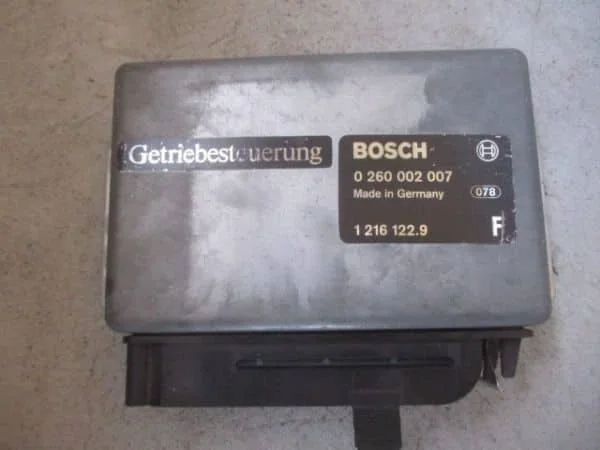 Getriebesteuerung
BOSCH
0 260 002 007
Made in Germany
078
1 216 122.9
F